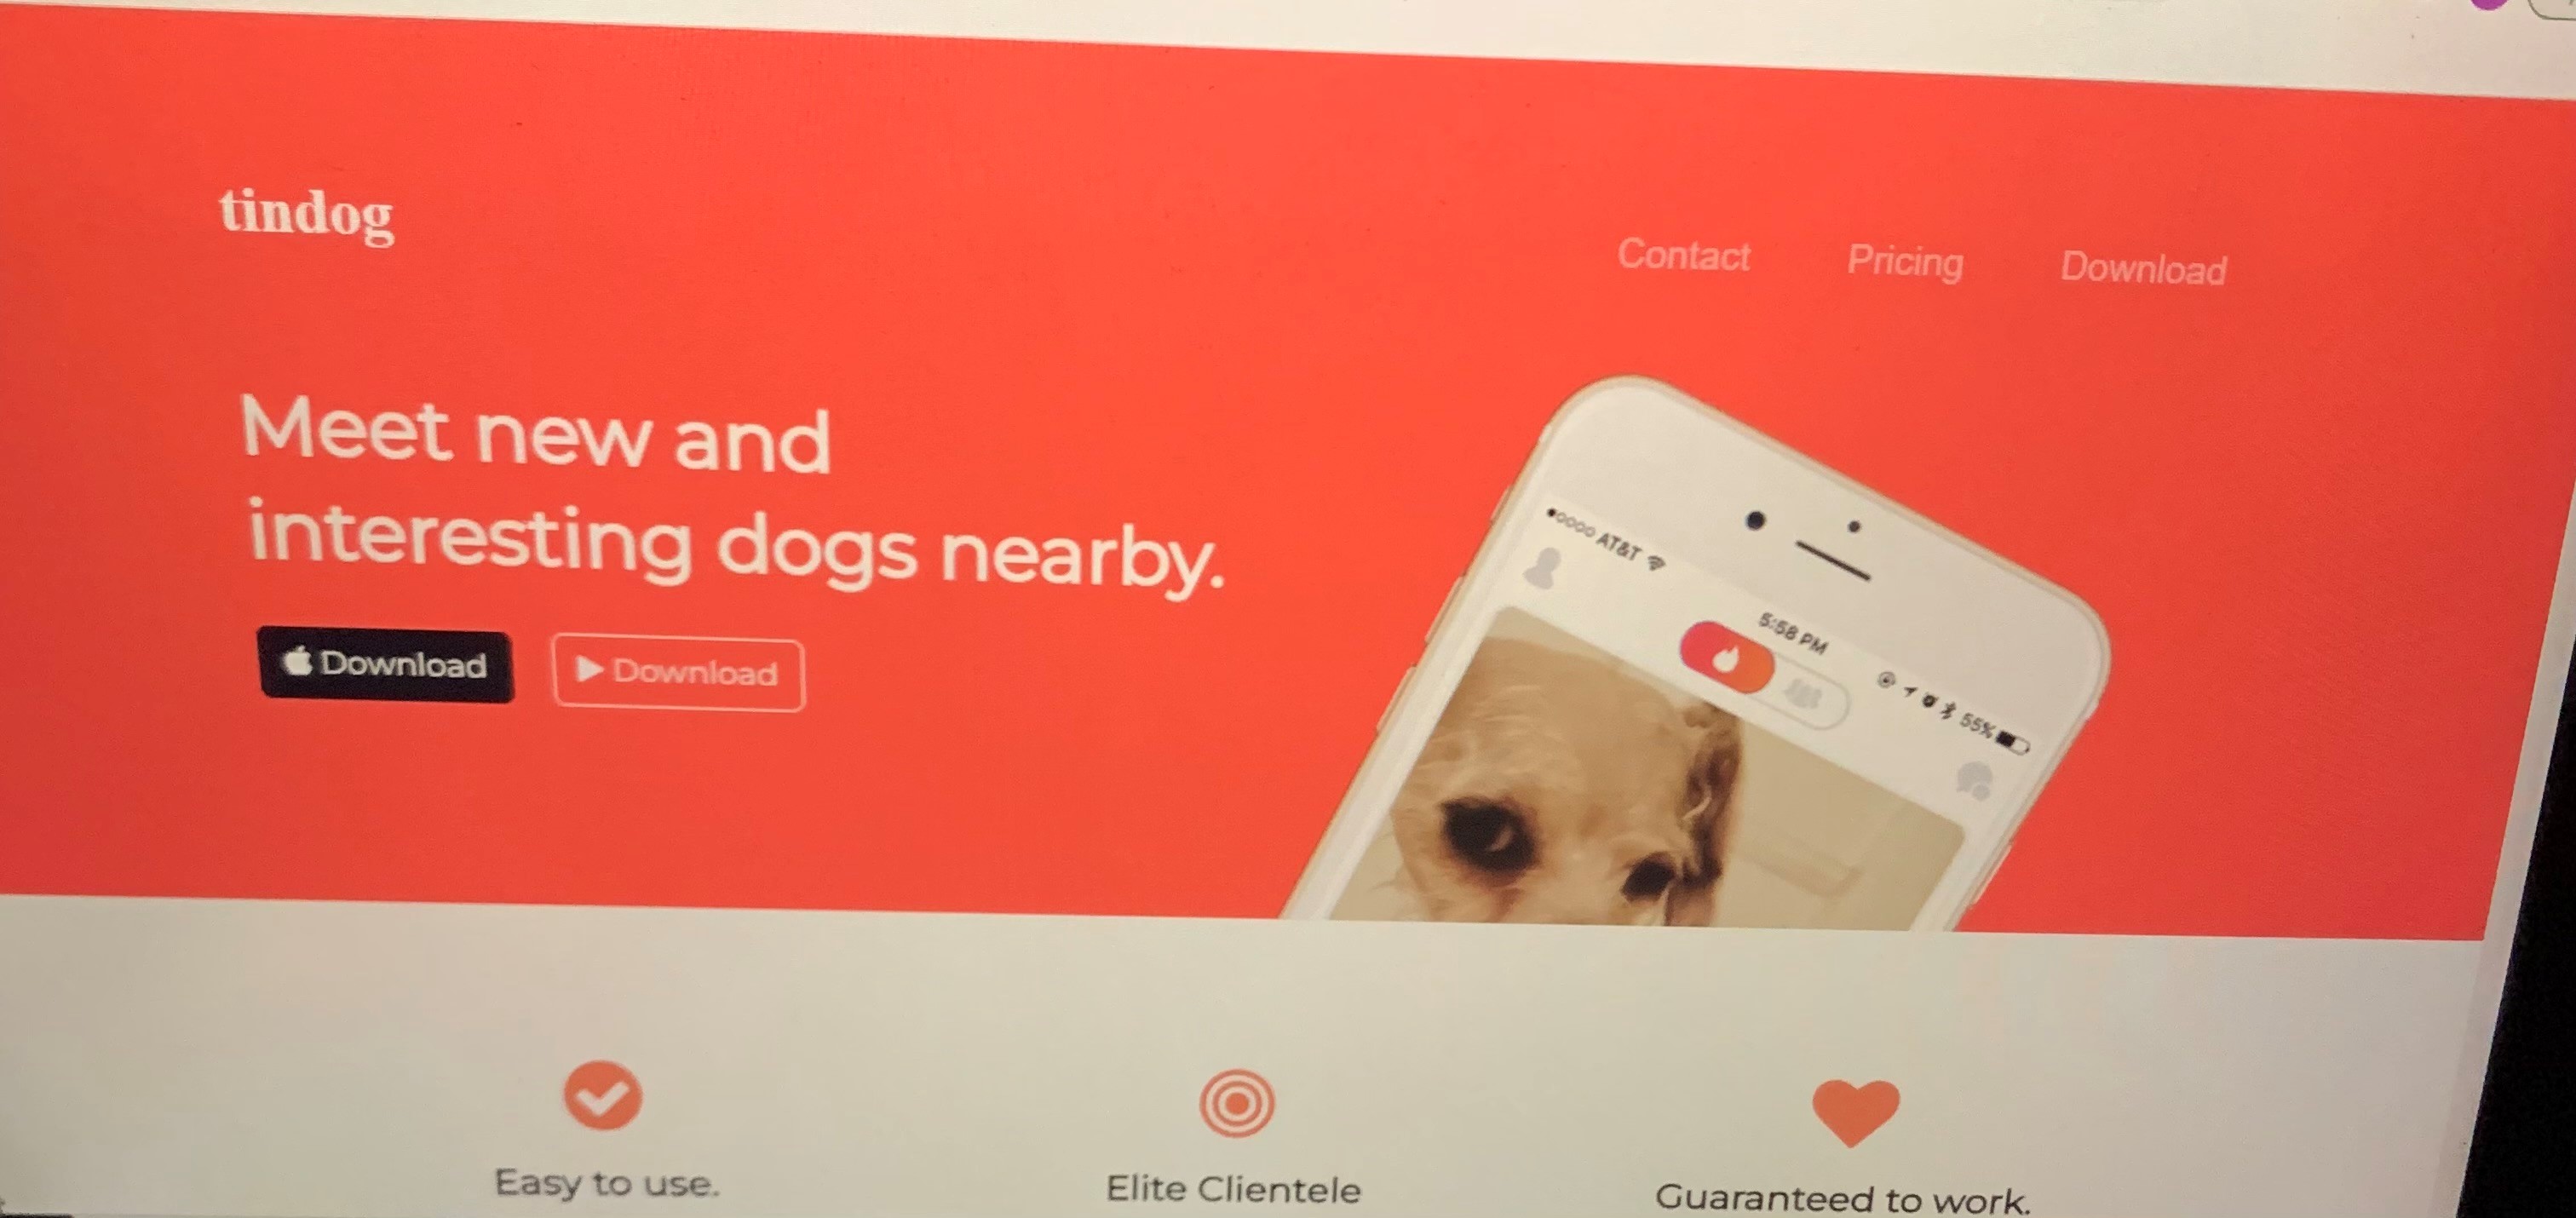 tindog
Contact Pricing Download
Meet new and
interesting dogs nearby.
Download Download
AT&T
5:58 PM
55%
Easy to use. Elite Clientele Guaranteed to work.